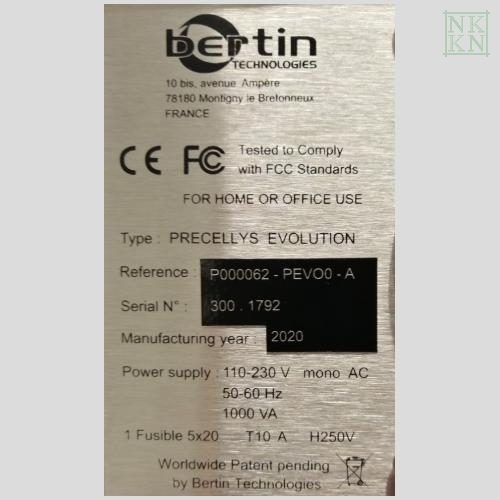 NK
KN
bertin
TECHNOLOGIES
10 bis, avenue Ampère
78180 Montigny le Bretonneux
FRANCE
CE FC Tested to Comply
with FCC Standards
FOR HOME OR OFFICE USE
Type : PRECELLYS EVOLUTION
Reference : P000062 - PEVO0 - A
Serial N° : 300 . 1792
Manufacturing year : 2020
Power supply : 110-230 V mono AC
50-60 Hz
1000 VA
1 Fusible 5x20 T10 A H250V
Worldwide Patent pending
by Bertin Technologies